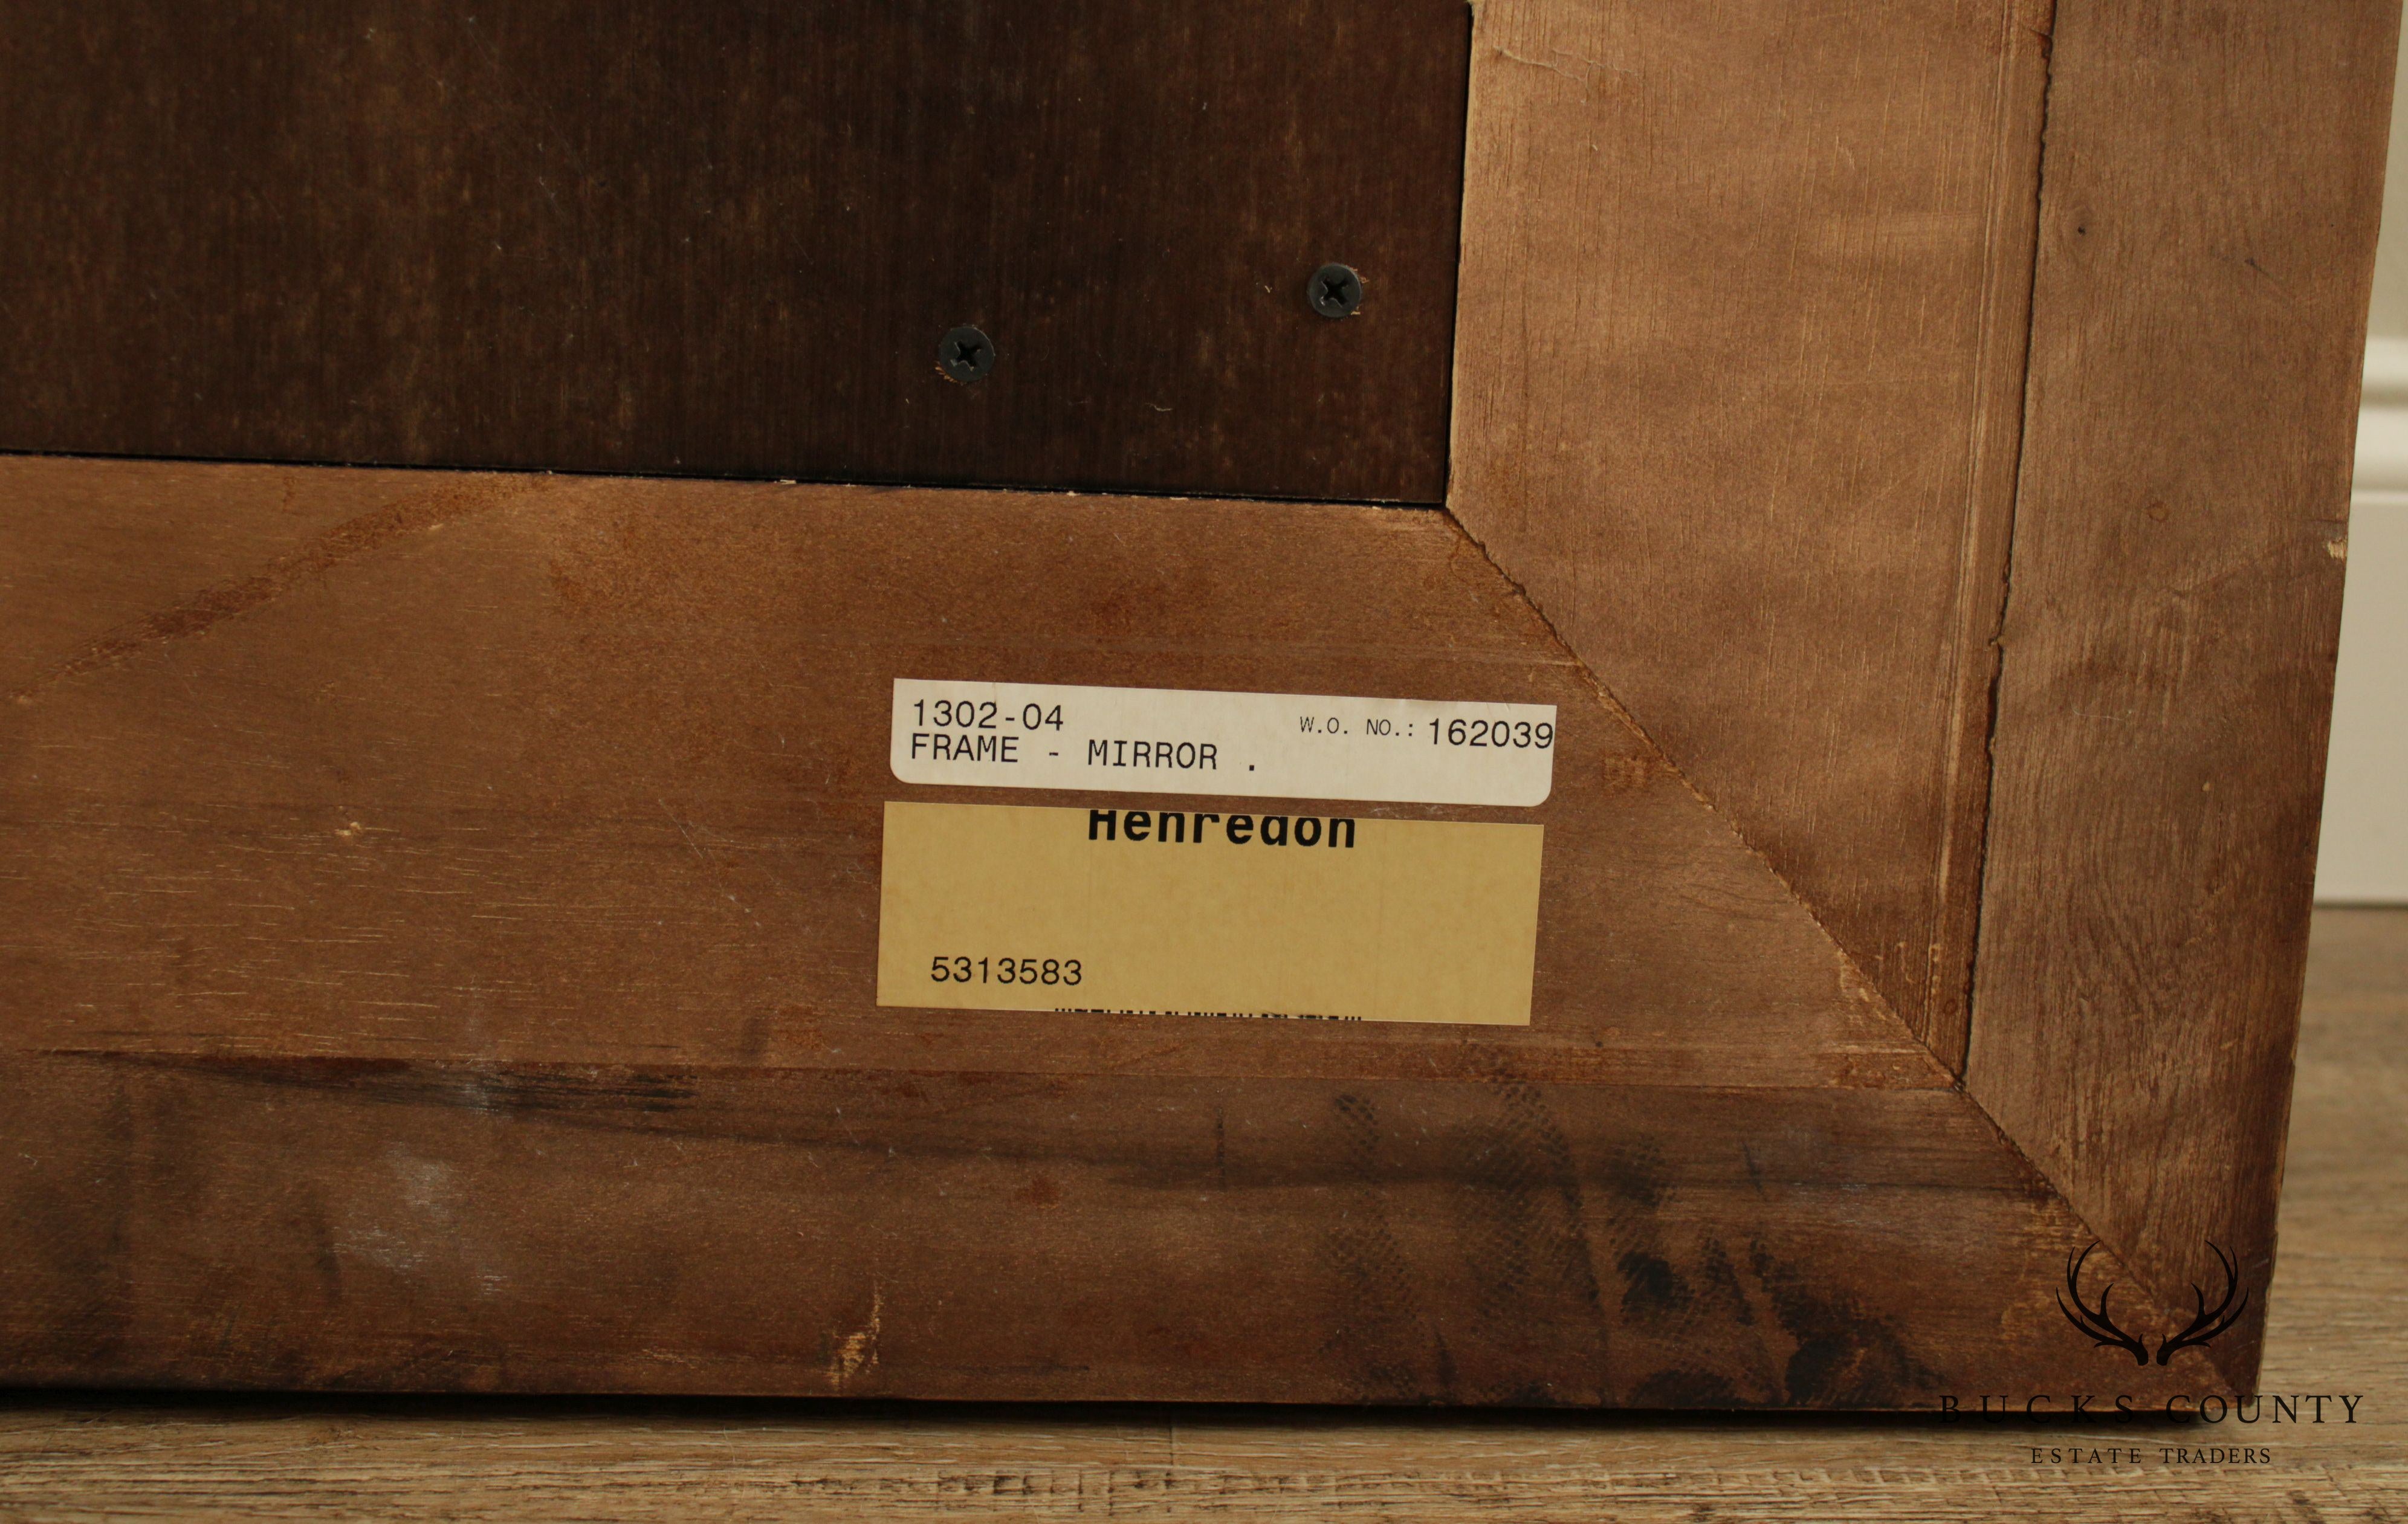 1302-04 W.O. NO.: 162039
FRAME - MIRROR .
Henredon
5313583
BUCKS COUNTY
ESTATE TRADERS